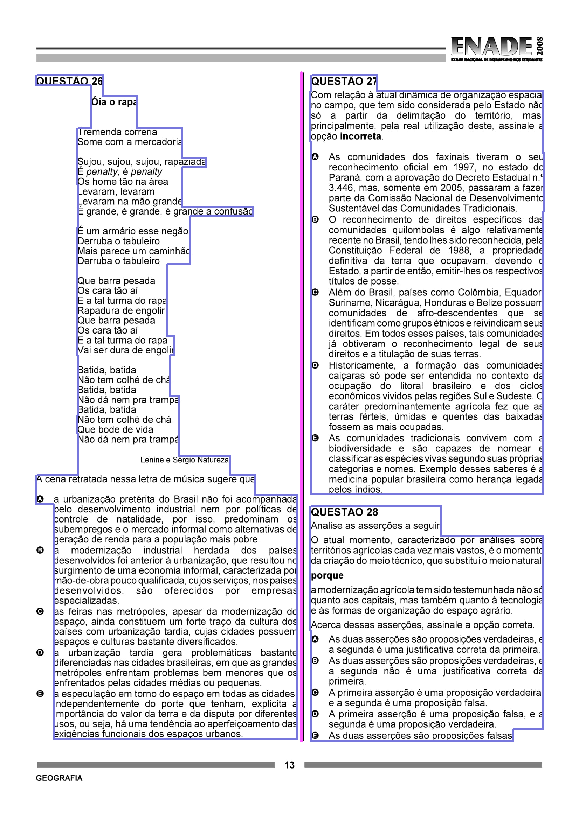 ENADE 2008
EXAME NACIONAL DE DESEMPENHO DOS ESTUDANTES
QUESTÃO 26
Óia o rapa
Tremenda correria
Some com a mercadoria
Sujou, sujou, sujou, rapaziada
É penalty, é penalty
Os home tão na área
Levaram, levaram
Levaram na mão grande
É grande, é grande, é grande a confusão
É um armário esse negão
Derruba o tabuleiro
Mais parece um caminhão
Derruba o tabuleiro
Que barra pesada
Os cara tão aí
E a tal turma do rapa
Rapadura de engolir
Que barra pesada
Os cara tão aí
E a tal turma do rapa
Vai ser dura de engolir
Batida, batida
Não tem colhé de chá
Batida, batida
Não dá nem pra trampá
Batida, batida
Não tem colhé de chá
Que bode de vida
Não dá nem pra trampá
Lenine e Sérgio Natureza
A cena retratada nessa letra de música sugere que
A a urbanização pretérita do Brasil não foi acompanhada
pelo desenvolvimento industrial nem por políticas de
controle de natalidade, por isso, predominam os
subempregos e o mercado informal como alternativas de
geração de renda para a população mais pobre
B a modernização industrial herdada dos países
desenvolvidos foi anterior à urbanização, que resultou no
surgimento de uma economia informal, caracterizada por
mão-de-obra pouco qualificada, cujos serviços, nos países
desenvolvidos, são oferecidos por empresas
especializadas.
C as feiras nas metrópoles, apesar da modernização do
espaço, ainda constituem um forte traço da cultura dos
países com urbanização tardia, cujas cidades possuem
espaços e culturas bastante diversificados.
D a urbanização tardia gera problemáticas bastante
diferenciadas nas cidades brasileiras, em que as grandes
metrópoles enfrentam problemas bem menores que os
enfrentados pelas cidades médias ou pequenas.
E a especulação em torno do espaço em todas as cidades,
independentemente do porte que tenham, explicita a
importância do valor da terra e da disputa por diferentes
usos, ou seja, há uma tendência ao aperfeiçoamento das
exigências funcionais dos espaços urbanos.
QUESTÃO 27
Com relação à atual dinâmica de organização espacial
no campo, que tem sido considerada pelo Estado não
só a partir da delimitação do território, mas,
principalmente, pela real utilização deste, assinale a
opção incorreta.
A As comunidades dos faxinais tiveram o seu
reconhecimento oficial em 1997, no estado do
Paraná, com a aprovação do Decreto Estadual n.º
3.446, mas, somente em 2005, passaram a fazer
parte da Comissão Nacional de Desenvolvimento
Sustentável das Comunidades Tradicionais.
B O reconhecimento de direitos específicos das
comunidades quilombolas é algo relativamente
recente no Brasil, tendo lhes sido reconhecida, pela
Constituição Federal de 1988, a propriedade
definitiva da terra que ocupavam, devendo o
Estado, a partir de então, emitir-lhes os respectivos
títulos de posse.
C Além do Brasil, países como Colômbia, Equador,
Suriname, Nicarágua, Honduras e Belize possuem
comunidades de afro-descendentes que se
identificam como grupos étnicos e reivindicam seus
direitos. Em todos esses países, tais comunidades
já obtiveram o reconhecimento legal de seus
direitos e a titulação de suas terras.
D Historicamente, a formação das comunidades
caiçaras só pode ser entendida no contexto da
ocupação do litoral brasileiro e dos ciclos
econômicos vividos pelas regiões Sul e Sudeste. O
caráter predominantemente agrícola fez que as
terras férteis, úmidas e quentes das baixadas
fossem as mais ocupadas.
E As comunidades tradicionais convivem com a
biodiversidade e são capazes de nomear e
classificar as espécies vivas segundo suas próprias
categorias e nomes. Exemplo desses saberes é a
medicina popular brasileira como herança legada
pelos índios.
QUESTÃO 28
Analise as asserções a seguir.
O atual momento, caracterizado por análises sobre
territórios agrícolas cada vez mais vastos, é o momento
da criação do meio técnico, que substitui o meio natural
porque
a modernização agrícola tem sido testemunhada não só
quanto aos capitais, mas também quanto à tecnologia
e às formas de organização do espaço agrário.
Acerca dessas asserções, assinale a opção correta.
A As duas asserções são proposições verdadeiras, e
a segunda é uma justificativa correta da primeira.
B As duas asserções são proposições verdadeiras, e
a segunda não é uma justificativa correta da
primeira.
C A primeira asserção é uma proposição verdadeira,
e a segunda é uma proposição falsa.
D A primeira asserção é uma proposição falsa, e a
segunda é uma proposição verdadeira.
E As duas asserções são proposições falsas.
13
GEOGRAFIA